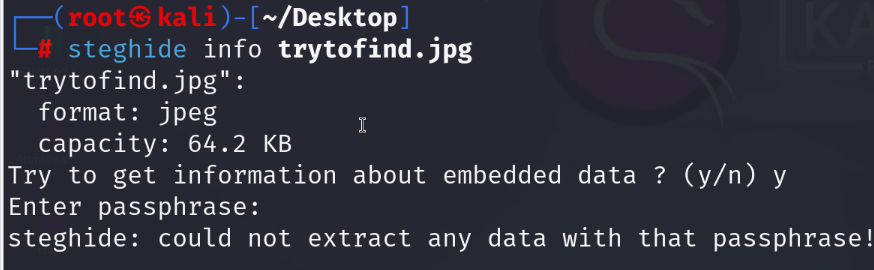 ┌──(root㉿kali)-[~/Desktop]
└─# steghide info trytofind.jpg
"trytofind.jpg":
  format: jpeg
  capacity: 64.2 KB
Try to get information about embedded data ? (y/n) y
Enter passphrase:
steghide: could not extract any data with that passphrase!
KA